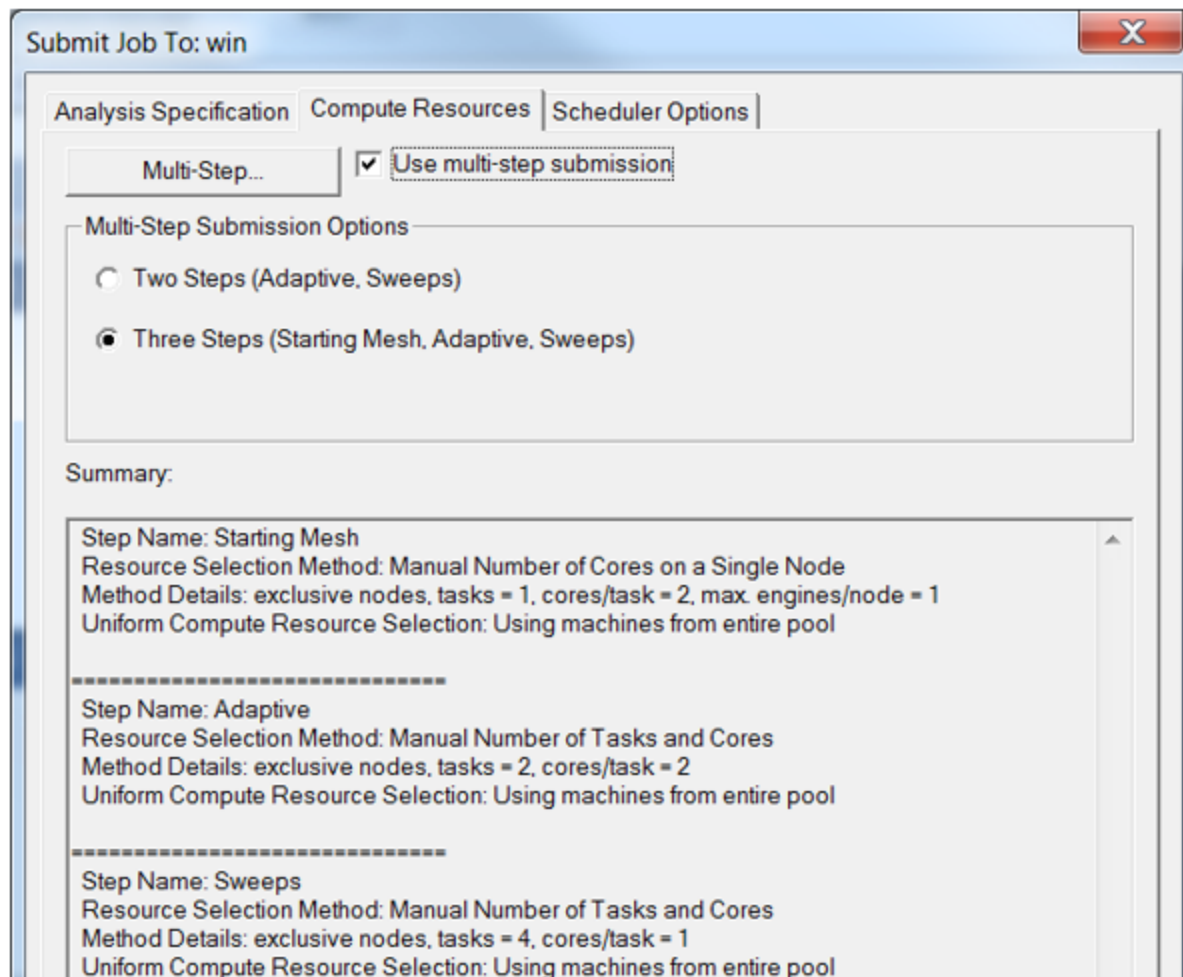 Submit Job To: win
Analysis Specification Compute Resources Scheduler Options
Multi-Step... Use multi-step submission
Multi-Step Submission Options
Two Steps (Adaptive, Sweeps)
Three Steps (Starting Mesh, Adaptive, Sweeps)
Summary:
Step Name: Starting Mesh
Resource Selection Method: Manual Number of Cores on a Single Node
Method Details: exclusive nodes, tasks = 1, cores/task = 2, max. engines/node = 1
Uniform Compute Resource Selection: Using machines from entire pool
==============================
Step Name: Adaptive
Resource Selection Method: Manual Number of Tasks and Cores
Method Details: exclusive nodes, tasks = 2, cores/task = 2
Uniform Compute Resource Selection: Using machines from entire pool
==============================
Step Name: Sweeps
Resource Selection Method: Manual Number of Tasks and Cores
Method Details: exclusive nodes, tasks = 4, cores/task = 1
Uniform Compute Resource Selection: Using machines from entire pool